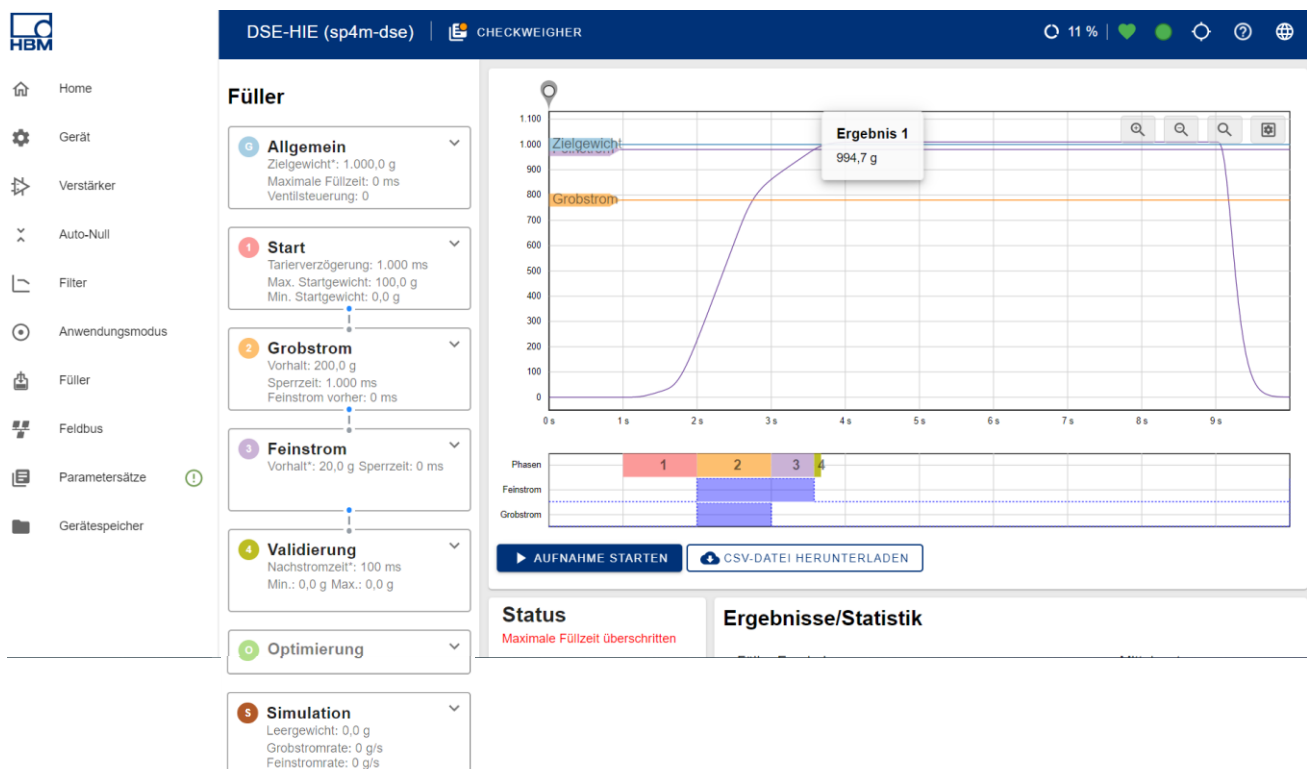 HBM
DSE-HIE (sp4m-dse)
CHECKWEIGHER
11 %
Home
Gerät
Verstärker
Auto-Null
Filter
Anwendungsmodus
Füller
Feldbus
Parametersätze
Gerätespeicher
Füller
G Allgemein
Zielgewicht*: 1.000,0 g
Maximale Füllzeit: 0 ms
Ventilsteuerung: 0
1 Start
Tarierverzögerung: 1.000 ms
Max. Startgewicht: 100,0 g
Min. Startgewicht: 0,0 g
2 Grobstrom
Vorhalt: 200,0 g
Sperrzeit: 1.000 ms
Feinstrom vorher: 0 ms
3 Feinstrom
Vorhalt*: 20,0 g Sperrzeit: 0 ms
4 Validierung
Nachstromzeit*: 100 ms
Min.: 0,0 g Max.: 0,0 g
O Optimierung
S Simulation
Leergewicht: 0,0 g
Grobstromrate: 0 g/s
Feinstromrate: 0 g/s
1.100
1.000
900
800
700
600
500
400
300
200
100
0
Zielgewicht
Feinstrom
Grobstrom
Ergebnis 1
994,7 g
0 s 1 s 2 s 3 s 4 s 5 s 6 s 7 s 8 s 9 s
Phasen 1 2 3 4
Feinstrom
Grobstrom
AUFNAHME STARTEN
CSV-DATEI HERUNTERLADEN
Status
Maximale Füllzeit überschritten
Ergebnisse/Statistik